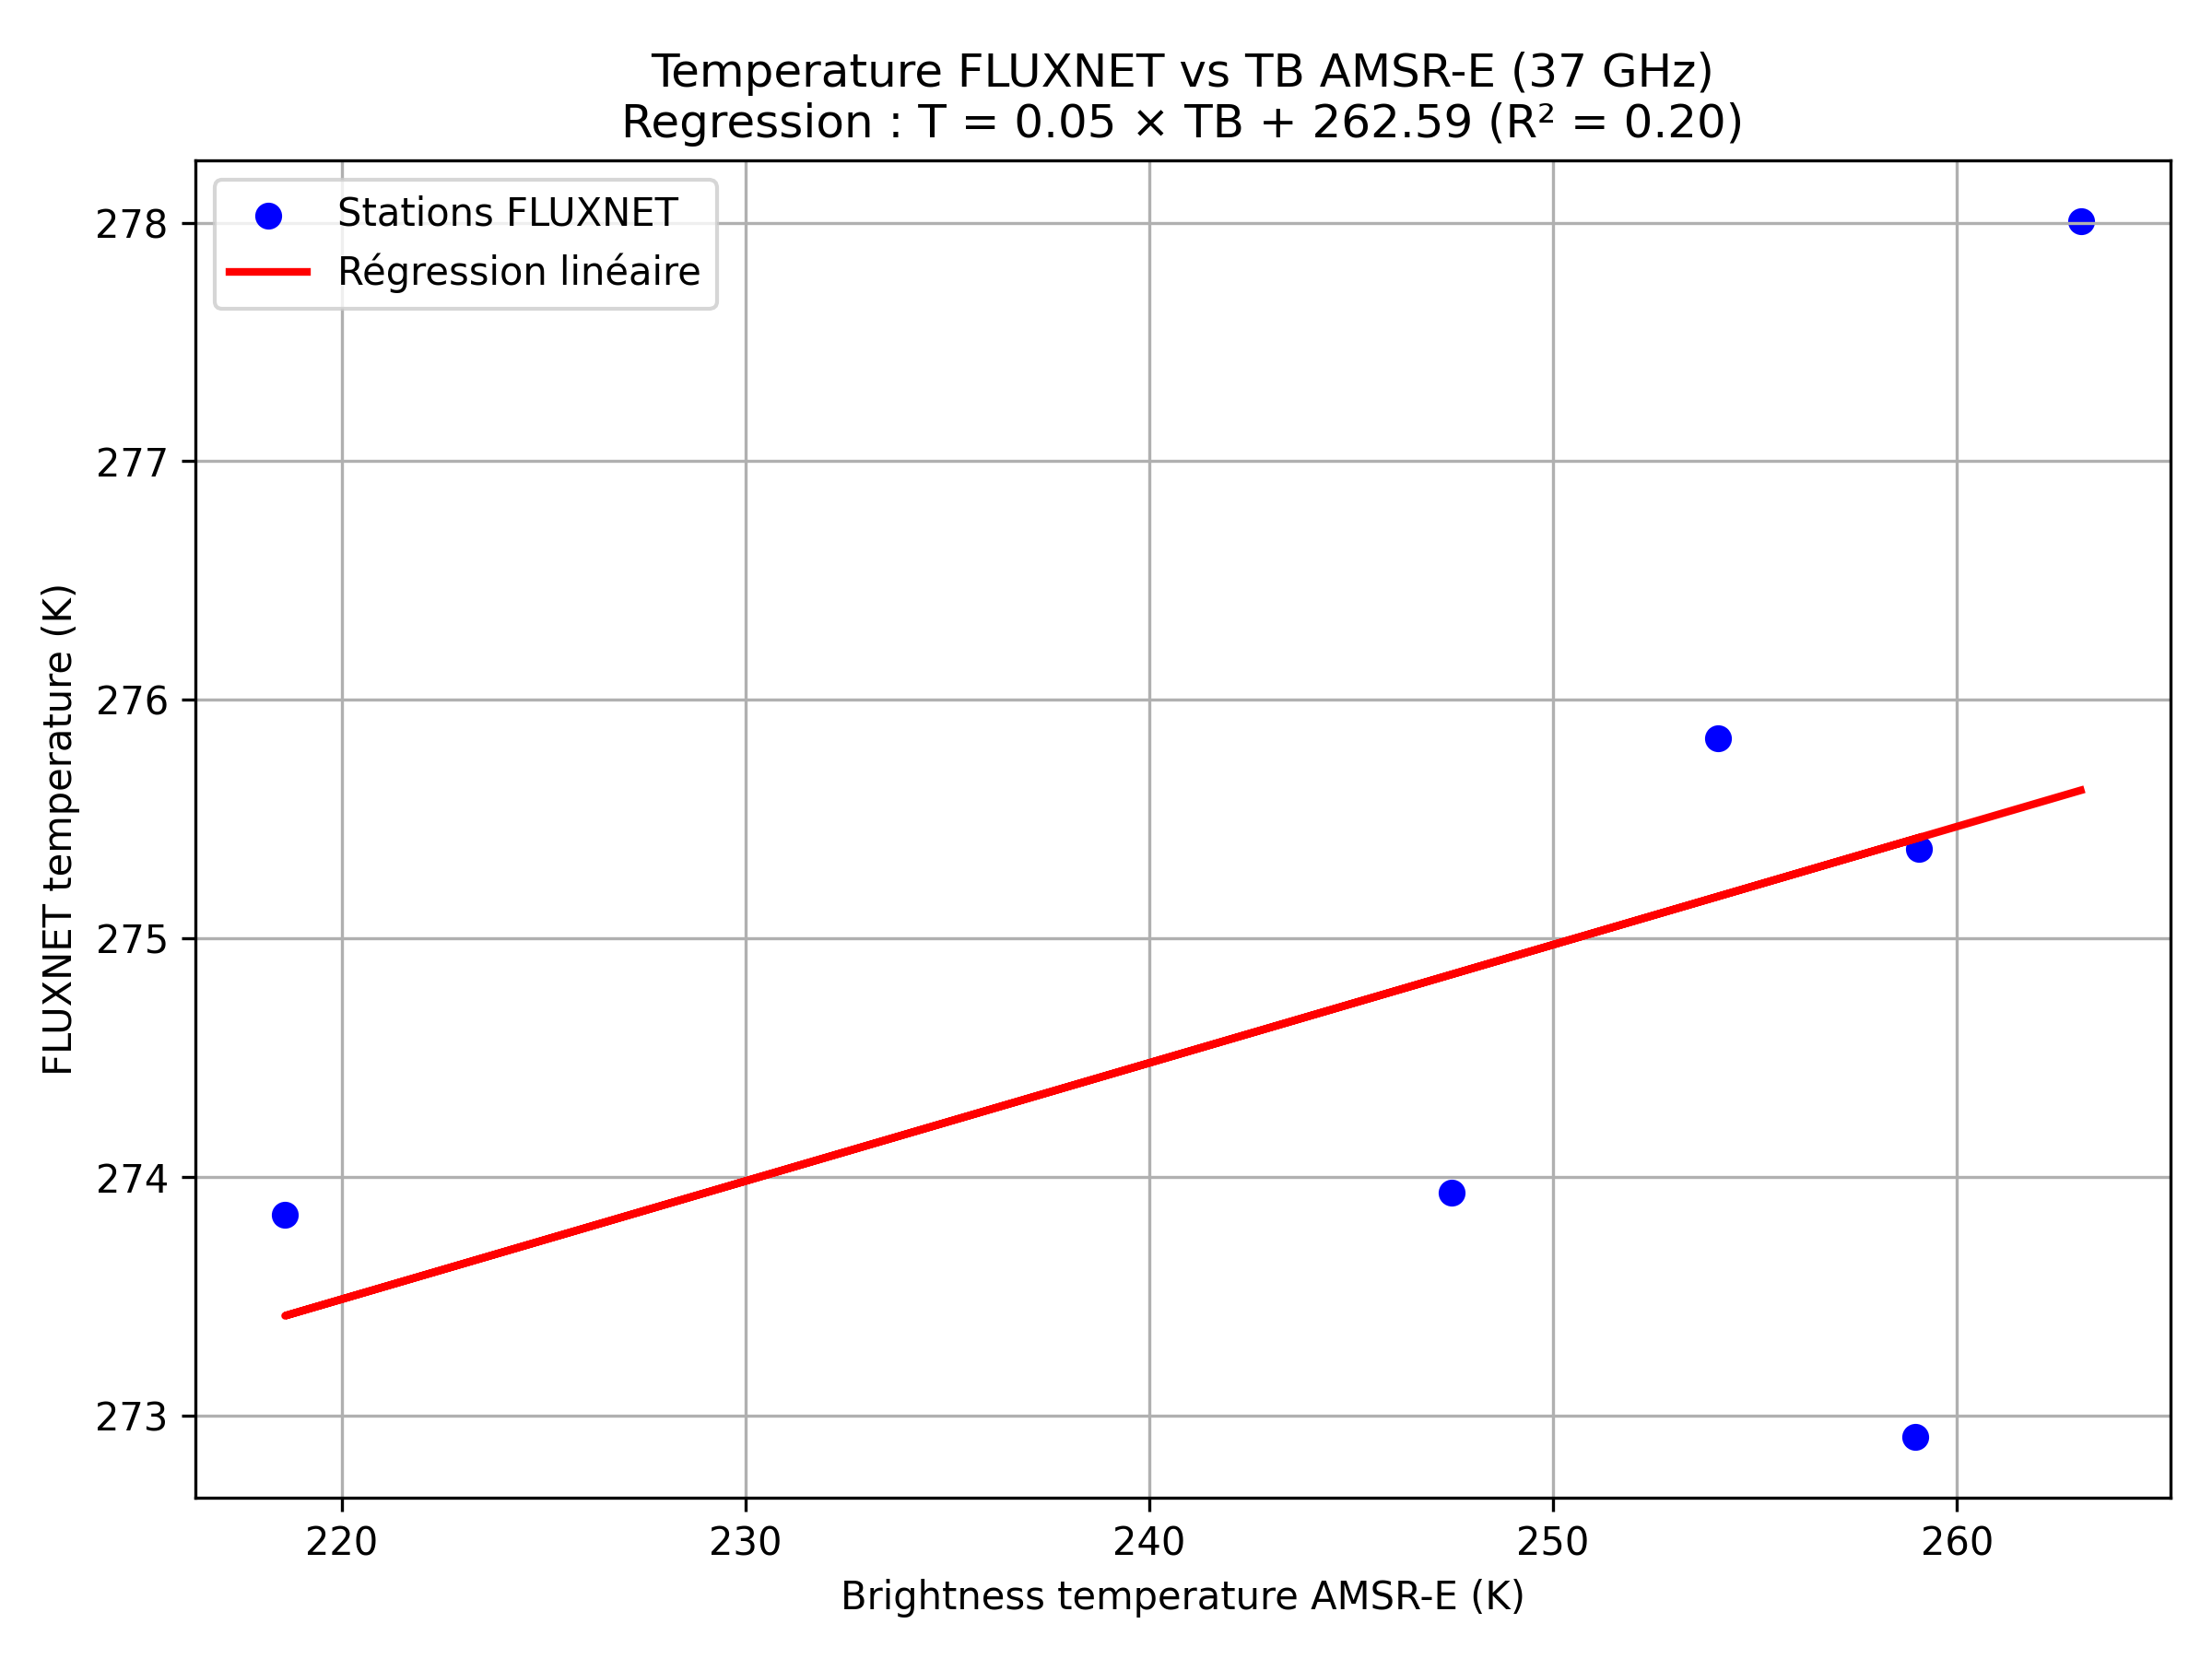 Temperature FLUXNET vs TB AMSR-E (37 GHz)
Regression : T = 0.05 × TB + 262.59 (R² = 0.20)
Stations FLUXNET
Régression linéaire
FLUXNET temperature (K)
278
277
276
275
274
273
220 230 240 250 260
Brightness temperature AMSR-E (K)